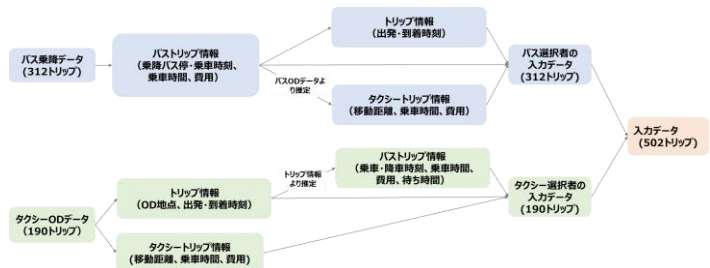 バス乗降データ
(312トリップ)
バストリップ情報
(乗降バス停・乗車時刻、
乗車時間、費用)
トリップ情報
(出発・到着時刻)
バスODデータよ
り推定
タクシートリップ情報
(移動距離、乗車時間、費用)
バス選択者の
入力データ
(312トリップ)
入力データ
(502トリップ)
タクシーODデータ
(190トリップ)
トリップ情報
(OD地点、出発・到着時刻)
トリップ情報
より推定
バストリップ情報
(乗車・降車時刻、乗車時間、
費用、待ち時間)
タクシー選択者の
入力データ
(190トリップ)
タクシートリップ情報
(移動距離、乗車時間、費用)